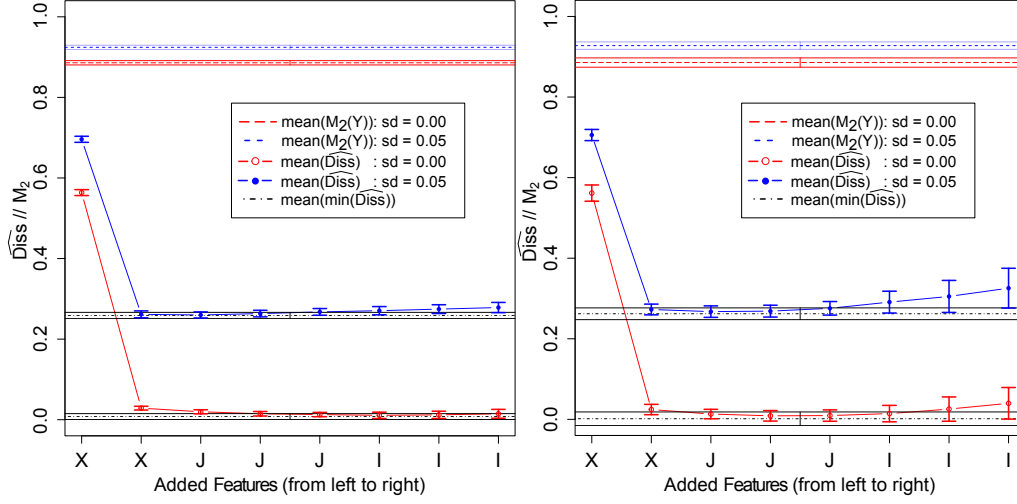 1.0
0.8
0.6
0.4
0.2
0.0
Diss // M2
mean(M2(Y)): sd = 0.00
mean(M2(Y)): sd = 0.05
mean(Diss) : sd = 0.00
mean(Diss) : sd = 0.05
mean(min(Diss))
X X J J J I I I
Added Features (from left to right)
1.0
0.8
0.6
0.4
0.2
0.0
Diss // M2
mean(M2(Y)): sd = 0.00
mean(M2(Y)): sd = 0.05
mean(Diss) : sd = 0.00
mean(Diss) : sd = 0.05
mean(min(Diss))
X X J J J I I I
Added Features (from left to right)